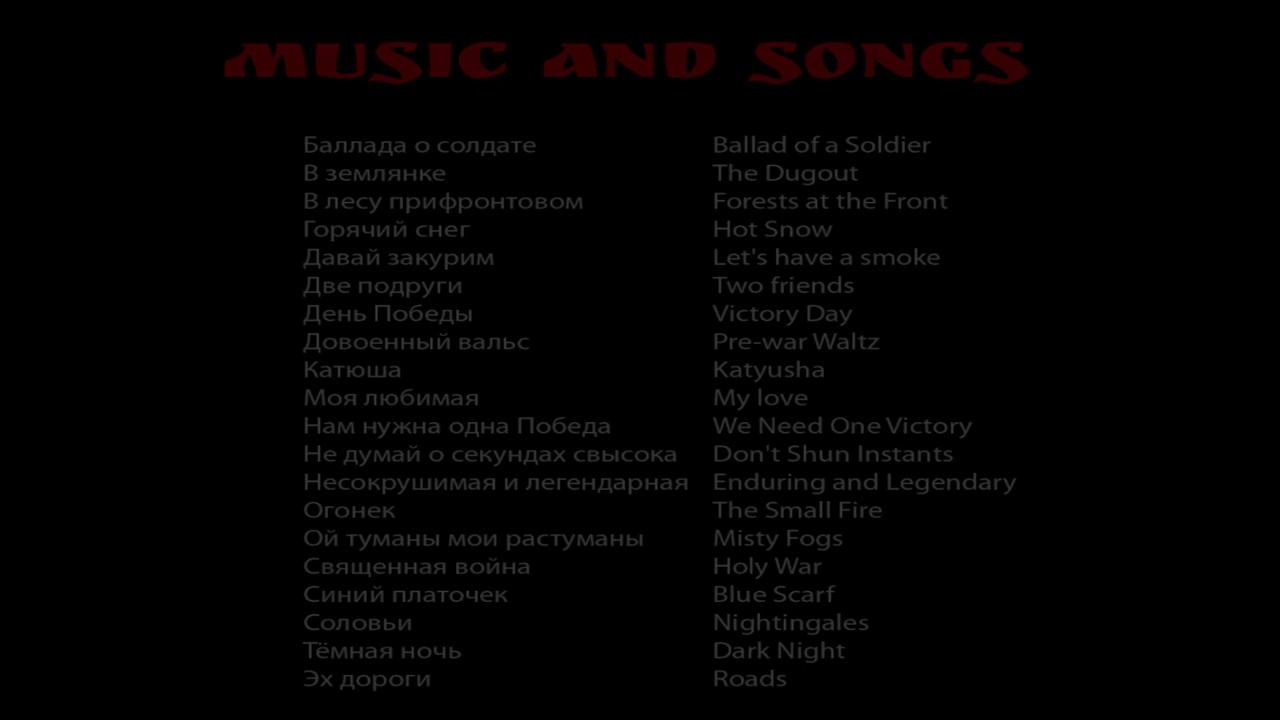 MUSIC AND SONGS
Баллада о солдате Ballad of a Soldier
В землянке The Dugout
В лесу прифронтовом Forests at the Front
Горячий снег Hot Snow
Давай закурим Let's have a smoke
Две подруги Two friends
День Победы Victory Day
Довоенный вальс Pre-war Waltz
Катюша Katyusha
Моя любимая My love
Нам нужна одна Победа We Need One Victory
Не думай о секундах свысока Don't Shun Instants
Несокрушимая и легендарная Enduring and Legendary
Огонек The Small Fire
Ой туманы мои растуманы Misty Fogs
Священная война Holy War
Синий платочек Blue Scarf
Соловьи Nightingales
Тёмная ночь Dark Night
Эх дороги Roads